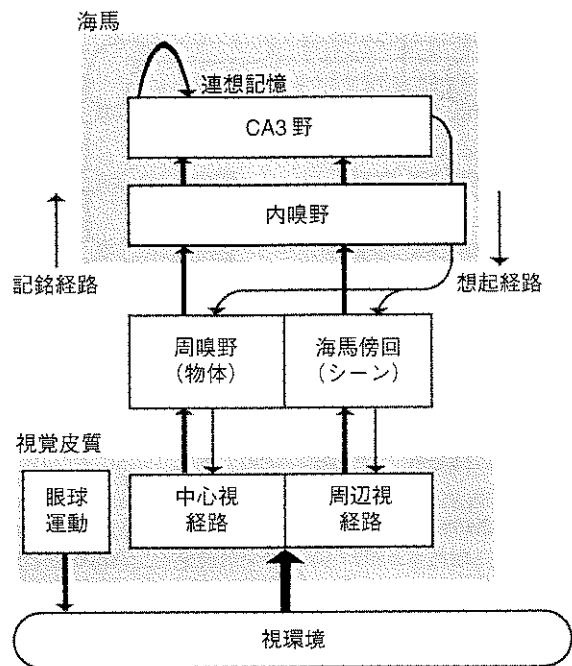 海馬
連想記憶
CA3 野
内嗅野
記銘経路
想起経路
周嗅野
(物体)
海馬傍回
(シーン)
視覚皮質
眼球
運動
中心視
経路
周辺視
経路
視環境